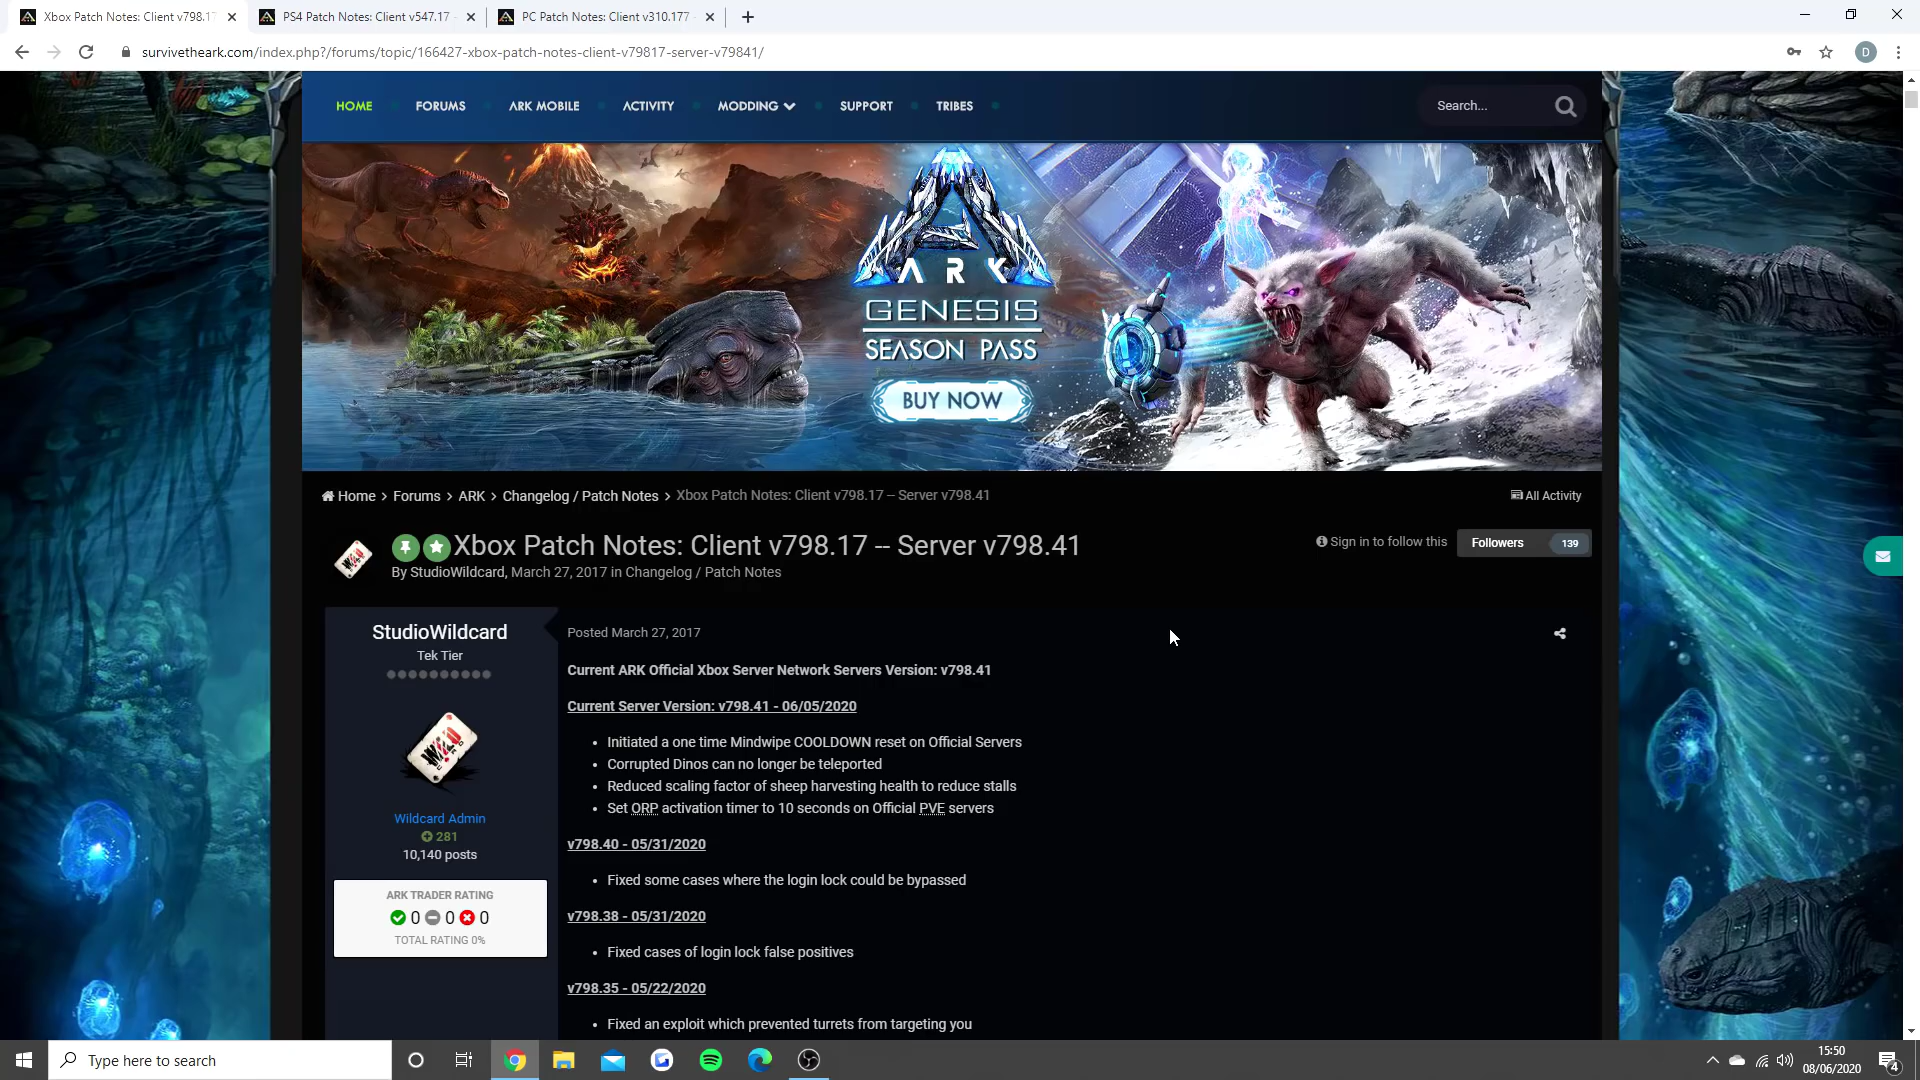 Xbox Patch Notes: Client v798.17
PS4 Patch Notes: Client v547.17 -
PC Patch Notes: Client v310.177 -
survivetheark.com/index.php?/forums/topic/166427-xbox-patch-notes-client-v79817-server-v79841/
D
HOME FORUMS ARK MOBILE ACTIVITY MODDING SUPPORT TRIBES
Search...
ARK
GENESIS
SEASON PASS
BUY NOW
Home > Forums > ARK > Changelog / Patch Notes > Xbox Patch Notes: Client v798.17 -- Server v798.41
All Activity
Xbox Patch Notes: Client v798.17 -- Server v798.41
Sign in to follow this
Followers 139
By StudioWildcard, March 27, 2017 in Changelog / Patch Notes
StudioWildcard
Tek Tier
WILD
Wildcard Admin
281
10,140 posts
ARK TRADER RATING
0 0 0
TOTAL RATING 0%
Posted March 27, 2017
Current ARK Official Xbox Server Network Servers Version: v798.41
Current Server Version: v798.41 - 06/05/2020
• Initiated a one time Mindwipe COOLDOWN reset on Official Servers
• Corrupted Dinos can no longer be teleported
• Reduced scaling factor of sheep harvesting health to reduce stalls
• Set ORP activation timer to 10 seconds on Official PVE servers
v798.40 - 05/31/2020
• Fixed some cases where the login lock could be bypassed
v798.38 - 05/31/2020
• Fixed cases of login lock false positives
v798.35 - 05/22/2020
• Fixed an exploit which prevented turrets from targeting you
Type here to search
15:50
08/06/2020
4